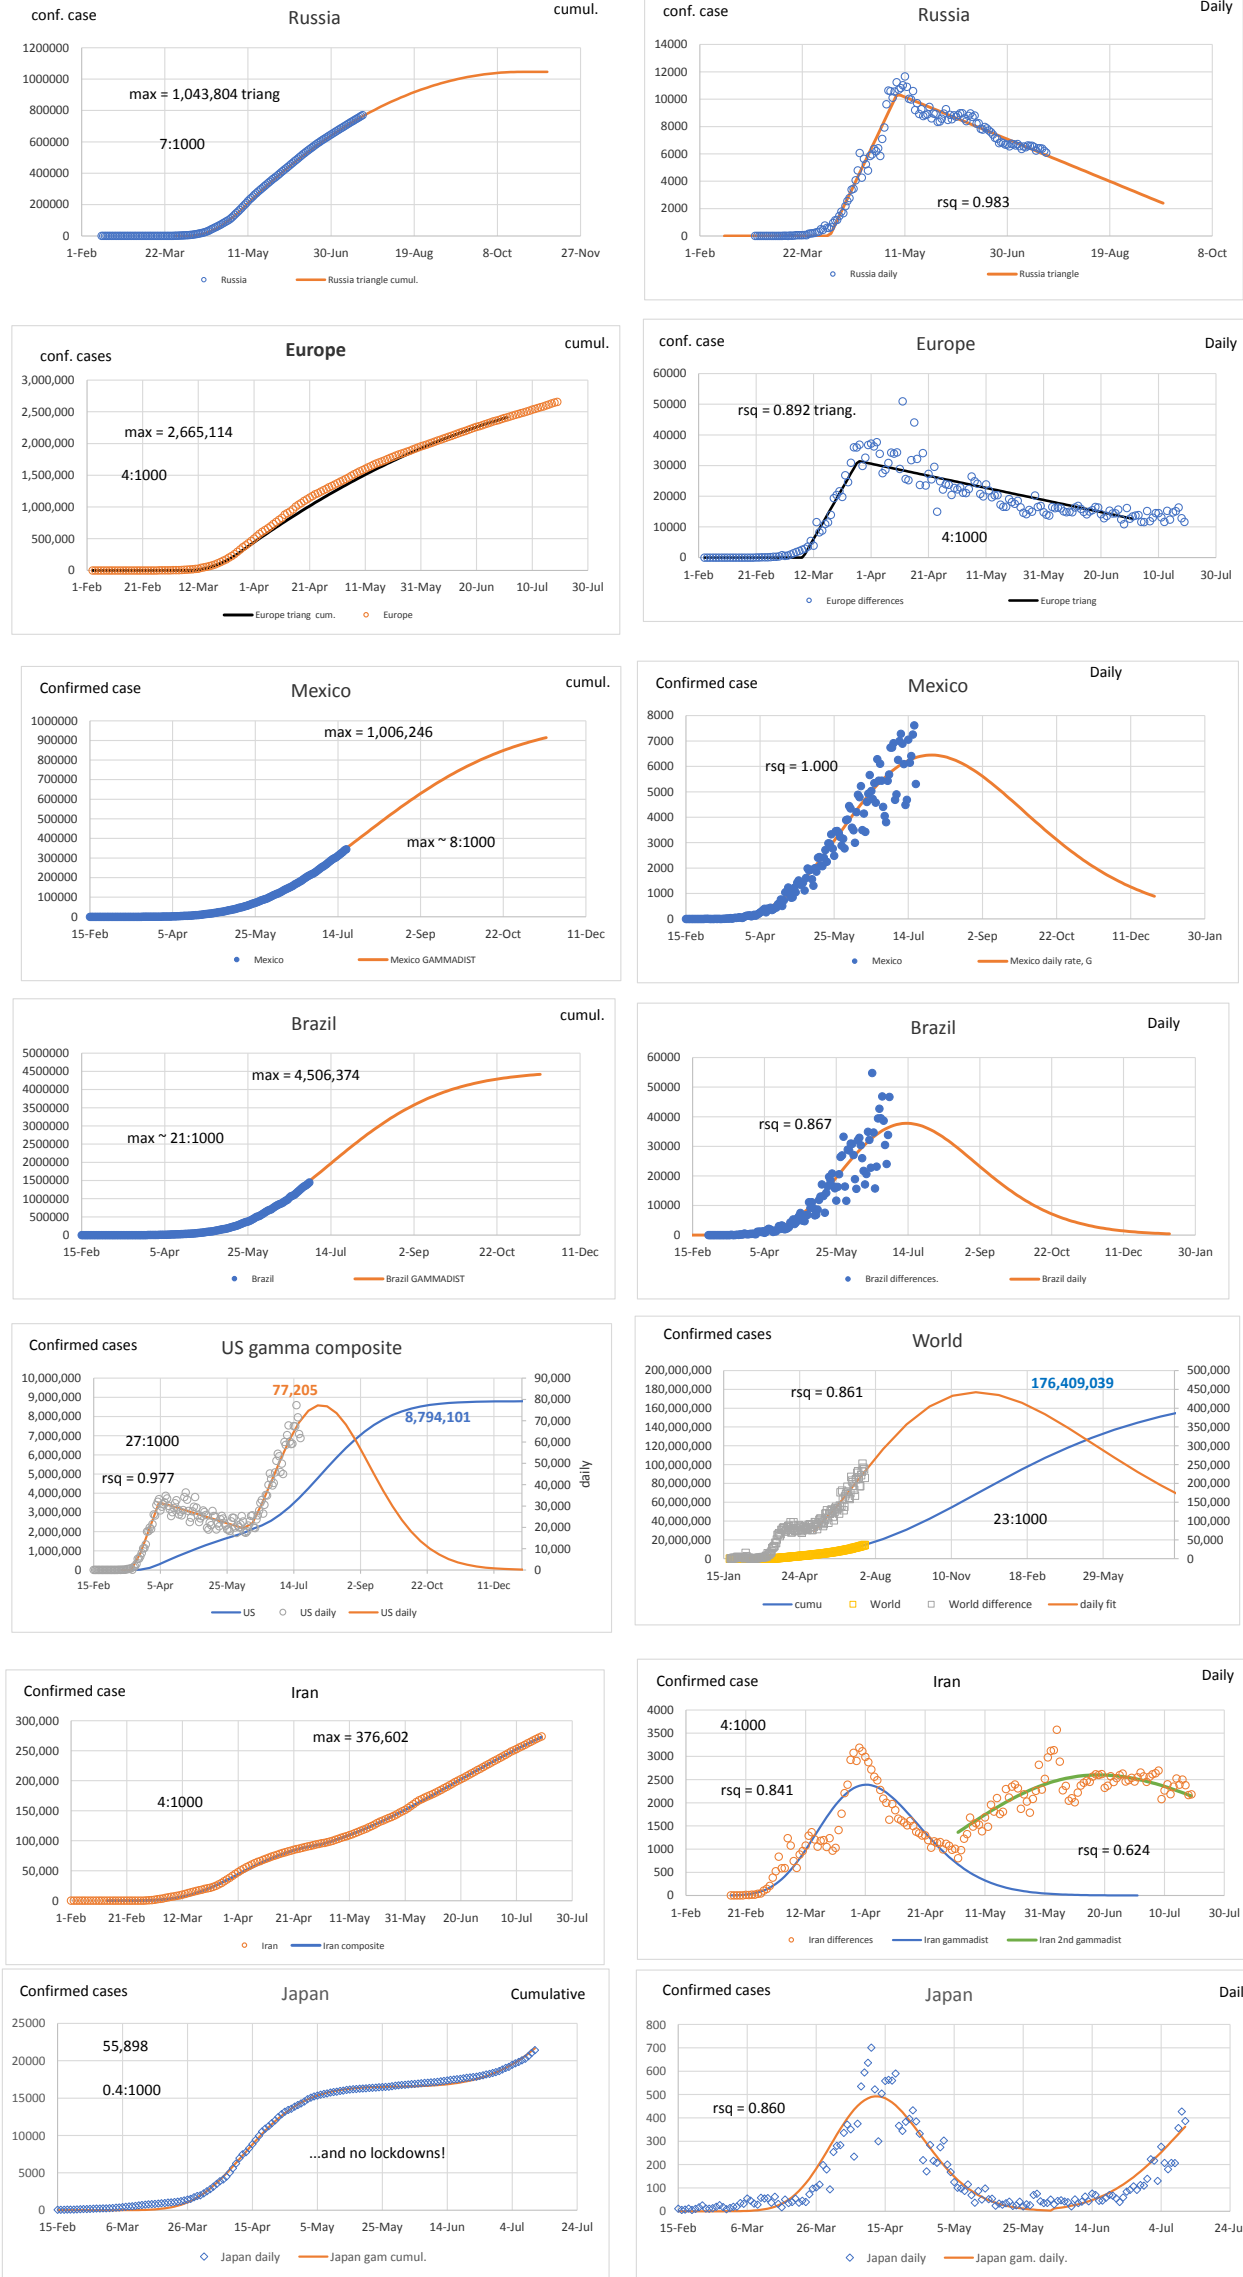 conf. case
Russia
cumul.
1200000
1000000
800000
600000
400000
200000
0
max = 1,043,804 triang
7:1000
1-Feb 22-Mar 11-May 30-Jun 19-Aug 8-Oct 27-Nov
Russia Russia triangle cumul.
conf. case
Russia
Daily
14000
12000
10000
8000
6000
4000
2000
0
rsq = 0.983
1-Feb 22-Mar 11-May 30-Jun 19-Aug 8-Oct
Russia daily Russia triangle
conf. cases
Europe
cumul.
3,000,000
2,500,000
2,000,000
1,500,000
1,000,000
500,000
0
max = 2,665,114
4:1000
1-Feb 21-Feb 12-Mar 1-Apr 21-Apr 11-May 31-May 20-Jun 10-Jul 30-Jul
Europe triang cum. Europe
conf. case
Europe
Daily
60000
50000
40000
30000
20000
10000
0
rsq = 0.892 triang.
4:1000
1-Feb 21-Feb 12-Mar 1-Apr 21-Apr 11-May 31-May 20-Jun 10-Jul 30-Jul
Europe differences Europe triang
Confirmed case
Mexico
cumul.
1000000
900000
800000
700000
600000
500000
400000
300000
200000
100000
0
max = 1,006,246
max ~ 8:1000
15-Feb 5-Apr 25-May 14-Jul 2-Sep 22-Oct 11-Dec
Mexico Mexico GAMMADIST
Confirmed case
Mexico
Daily
8000
7000
6000
5000
4000
3000
2000
1000
0
rsq = 1.000
15-Feb 5-Apr 25-May 14-Jul 2-Sep 22-Oct 11-Dec 30-Jan
Mexico Mexico daily rate, G
Brazil
cumul.
5000000
4500000
4000000
3500000
3000000
2500000
2000000
1500000
1000000
500000
0
max = 4,506,374
max ~ 21:1000
15-Feb 5-Apr 25-May 14-Jul 2-Sep 22-Oct 11-Dec
Brazil Brazil GAMMADIST
Brazil
Daily
60000
50000
40000
30000
20000
10000
0
rsq = 0.867
15-Feb 5-Apr 25-May 14-Jul 2-Sep 22-Oct 11-Dec 30-Jan
Brazil differences. Brazil daily
Confirmed cases
US gamma composite
10,000,000
9,000,000
8,000,000
7,000,000
6,000,000
5,000,000
4,000,000
3,000,000
2,000,000
1,000,000
0
77,205
8,794,101
27:1000
rsq = 0.977
90,000
80,000
70,000
60,000
50,000
40,000
30,000
20,000
10,000
0
daily
15-Feb 5-Apr 25-May 14-Jul 2-Sep 22-Oct 11-Dec
US US daily US daily
Confirmed cases
World
200,000,000
180,000,000
160,000,000
140,000,000
120,000,000
100,000,000
80,000,000
60,000,000
40,000,000
20,000,000
0
rsq = 0.861
176,409,039
23:1000
500,000
450,000
400,000
350,000
300,000
250,000
200,000
150,000
100,000
50,000
0
15-Jan 24-Apr 2-Aug 10-Nov 18-Feb 29-May
cumu World World difference daily fit
Confirmed case
Iran
300,000
250,000
200,000
150,000
100,000
50,000
0
max = 376,602
4:1000
1-Feb 21-Feb 12-Mar 1-Apr 21-Apr 11-May 31-May 20-Jun 10-Jul 30-Jul
Iran Iran composite
Confirmed case
Iran
Daily
4000
3500
3000
2500
2000
1500
1000
500
0
4:1000
rsq = 0.841
rsq = 0.624
1-Feb 21-Feb 12-Mar 1-Apr 21-Apr 11-May 31-May 20-Jun 10-Jul 30-Jul
Iran differences Iran gammadist Iran 2nd gammadist
Confirmed cases
Japan
Cumulative
25000
20000
15000
10000
5000
0
55,898
0.4:1000
...and no lockdowns!
15-Feb 6-Mar 26-Mar 15-Apr 5-May 25-May 14-Jun 4-Jul 24-Jul
Japan daily Japan gam cumul.
Confirmed cases
Japan
Dail
800
700
600
500
400
300
200
100
0
rsq = 0.860
15-Feb 6-Mar 26-Mar 15-Apr 5-May 25-May 14-Jun 4-Jul 24-Ju
Japan daily Japan gam. daily.